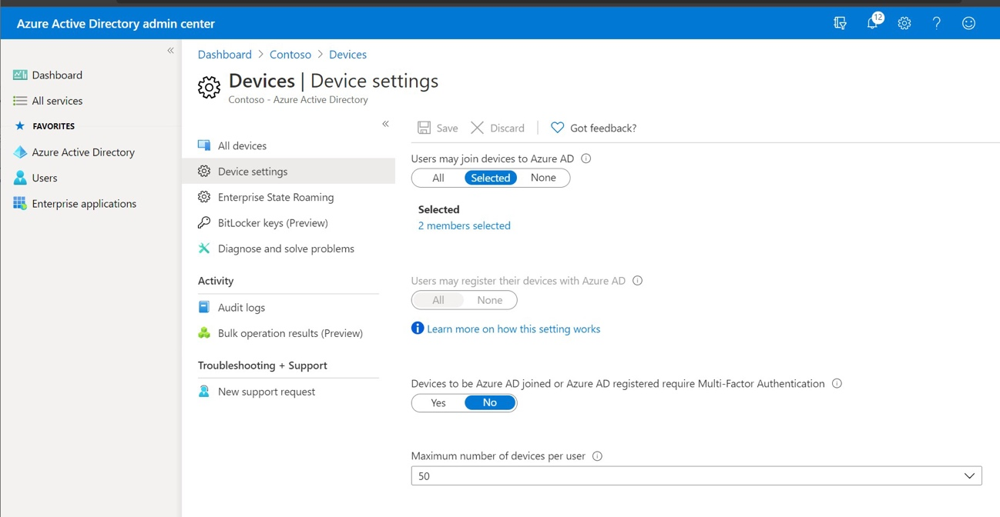 Azure Active Directory admin center
12
Dashboard
All services
FAVORITES
Azure Active Directory
Users
Enterprise applications
Dashboard > Contoso > Devices
Devices | Device settings
Contoso - Azure Active Directory
All devices
Device settings
Enterprise State Roaming
BitLocker keys (Preview)
Diagnose and solve problems
Activity
Audit logs
Bulk operation results (Preview)
Troubleshooting + Support
New support request
Save Discard Got feedback?
Users may join devices to Azure AD
All Selected None
Selected
2 members selected
Users may register their devices with Azure AD
All None
Learn more on how this setting works
Devices to be Azure AD joined or Azure AD registered require Multi-Factor Authentication
Yes No
Maximum number of devices per user
50